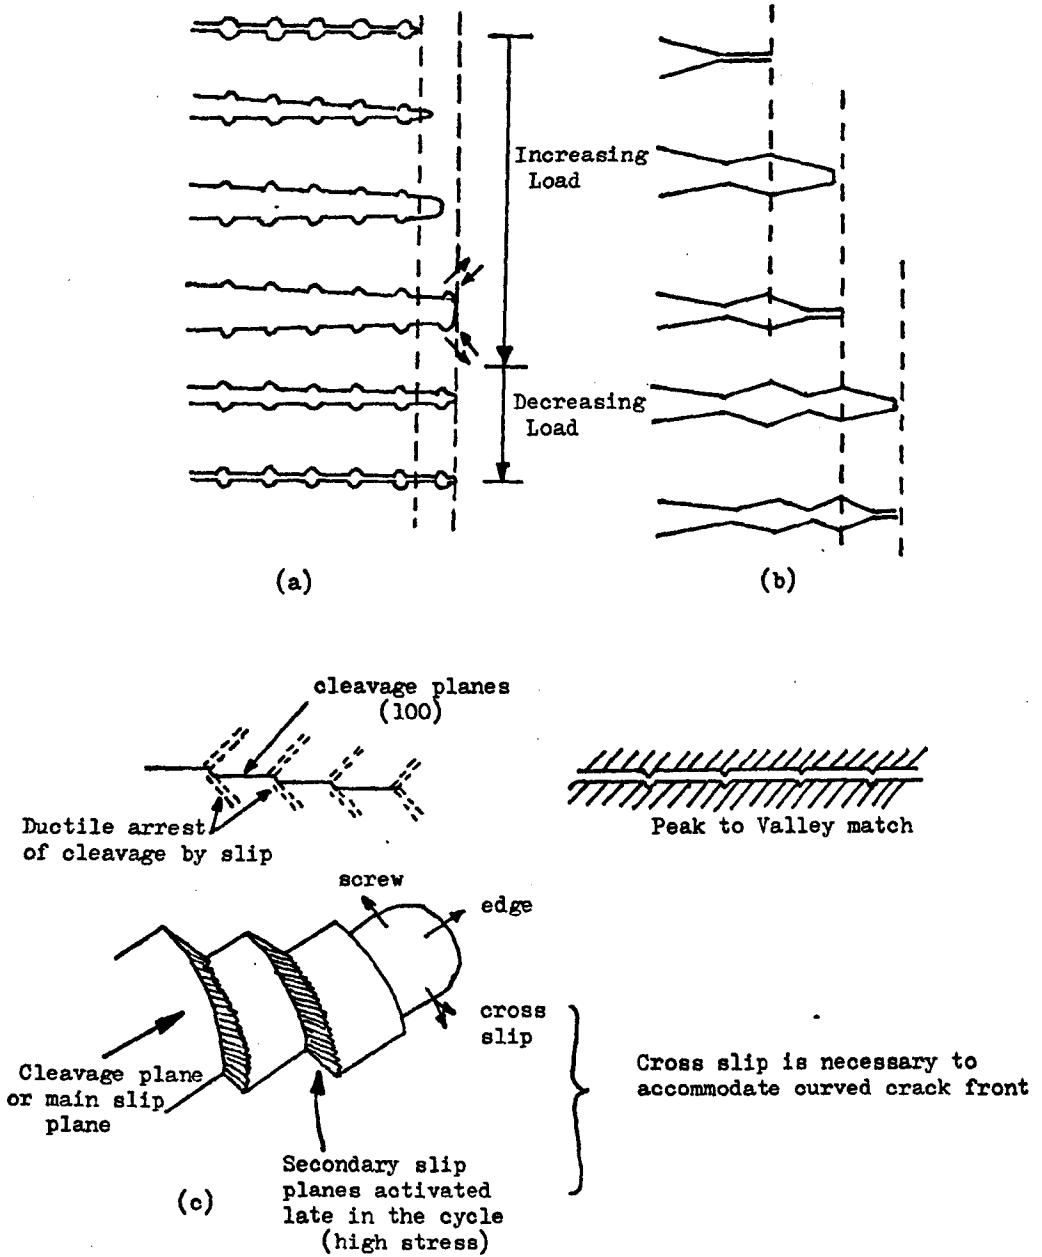 Increasing
Load
Decreasing
Load
(a)
(b)
cleavage planes
(100)
Ductile arrest
of cleavage by slip
Peak to Valley match
screw
edge
cross
slip
Cleavage plane
or main slip
plane
Cross slip is necessary to
accommodate curved crack front
Secondary slip
planes activated
late in the cycle
(high stress)
(c)